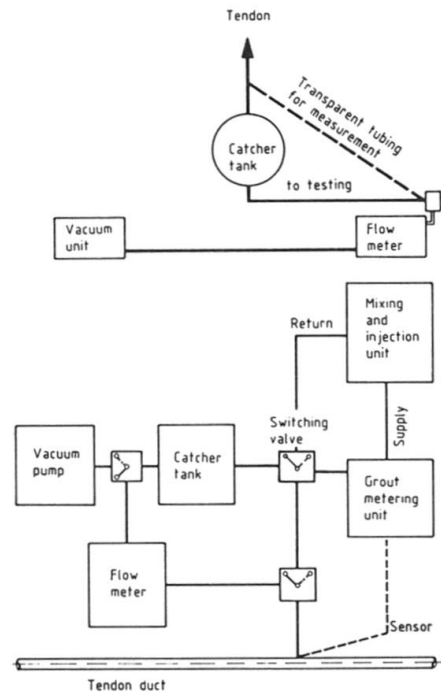 Tendon
Transparent tubing
for measurement
Catcher
tank
to testing
Vacuum
unit
Flow
meter
Mixing
and
injection
unit
Return
Supply
Switching
valve
Vacuum
pump
Catcher
tank
Grout
metering
unit
Flow
meter
Sensor
Tendon duct